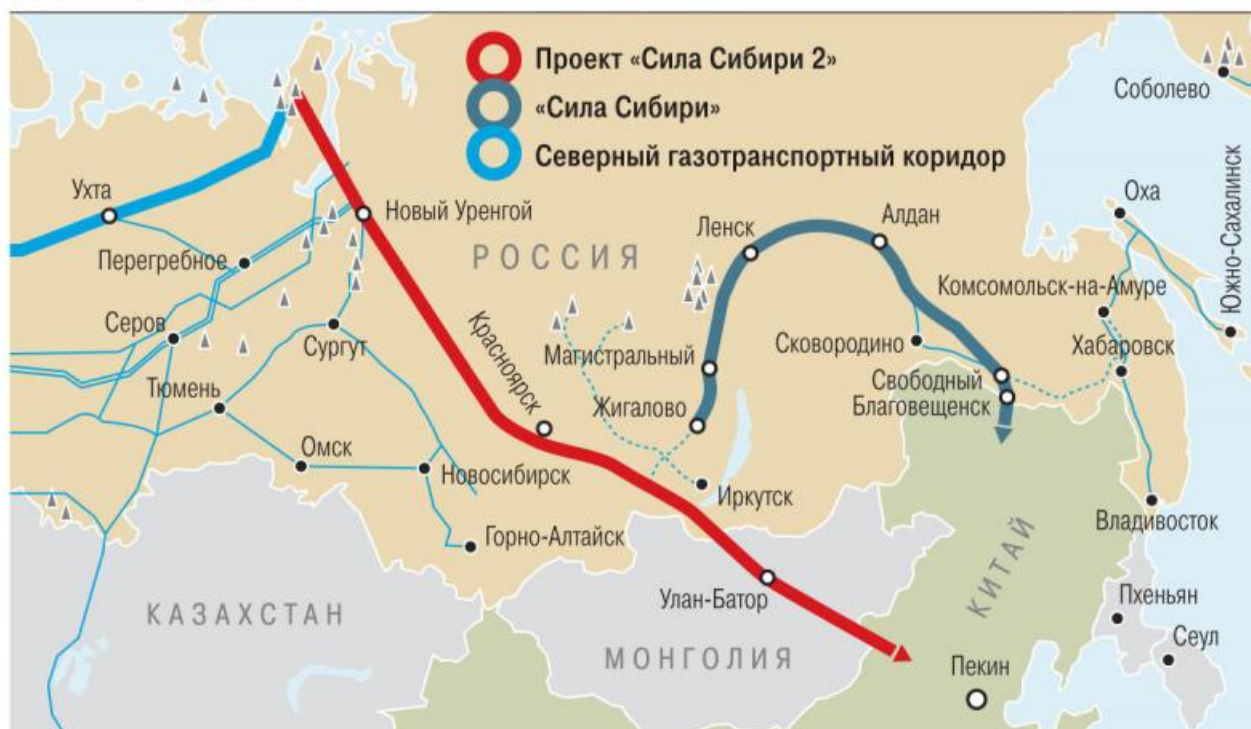 Проект «Сила Сибири 2»
«Сила Сибири»
Северный газотранспортный коридор
Соболево
Ухта
Новый Уренгой
Перегребное
РОССИЯ
Ленск
Алдан
Оха
Южно-Сахалинск
Комсомольск-на-Амуре
Серов
Сургут
Красноярск
Магистральный
Сковородино
Хабаровск
Тюмень
Жигалово
Свободный
Благовещенск
Омск
Новосибирск
Иркутск
Владивосток
Горно-Алтайск
Улан-Батор
КИТАЙ
КАЗАХСТАН
МОНГОЛИЯ
Пхеньян
Сеул
Пекин